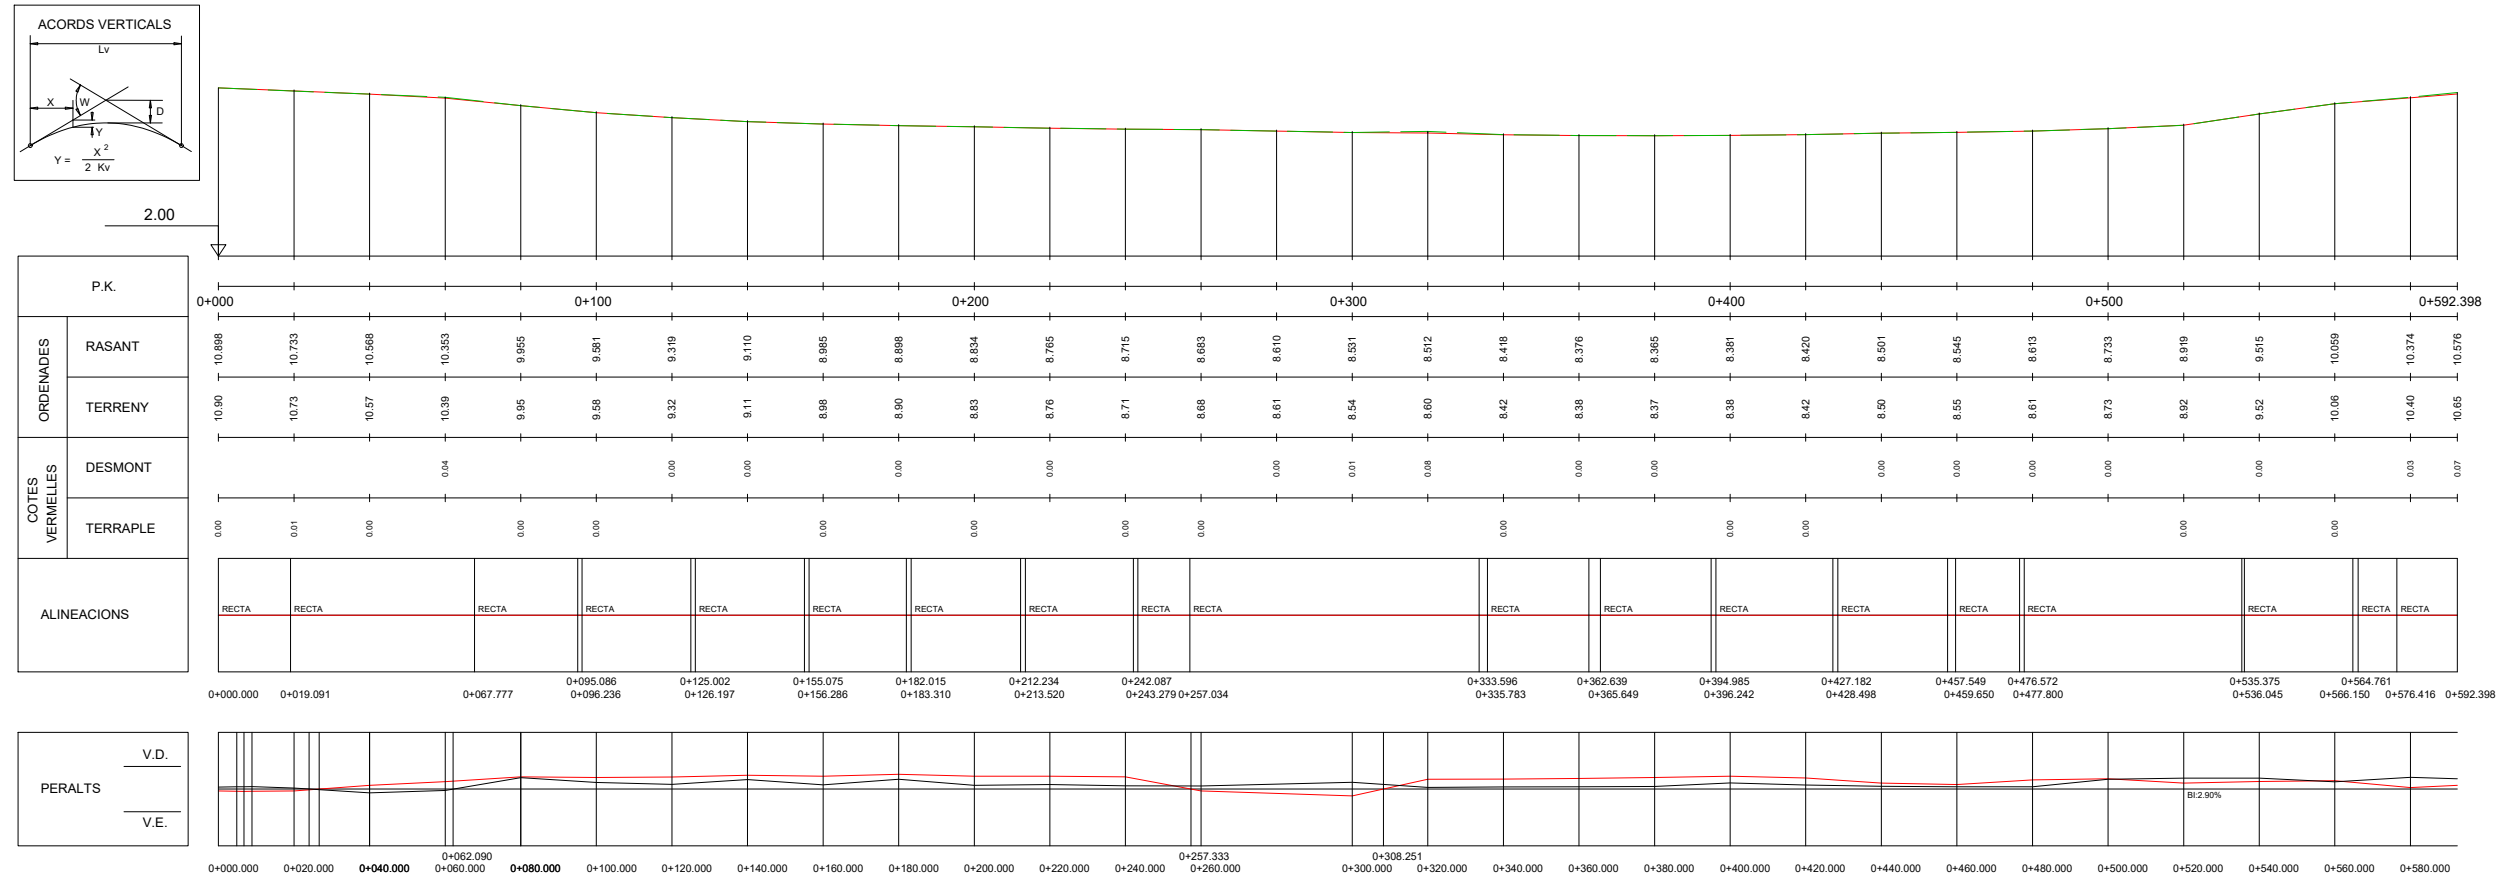 ACORDS VERTICALS
Lv
X
W
D
Y
Y = X 2
2 Kv
2.00
P.K.
0+000 0+100 0+200 0+300 0+400 0+500 0+592.398
ORDENADES
RASANT
10.898 10.733 10.568 10.353 9.955 9.581 9.319 9.110 8.985 8.898 8.834 8.765 8.715 8.683 8.610 8.531 8.512 8.418 8.376 8.365 8.381 8.420 8.501 8.545 8.613 8.733 8.919 9.515 10.059 10.374 10.576
TERRENY
10.90 10.73 10.57 10.39 9.95 9.58 9.32 9.11 8.98 8.90 8.83 8.76 8.71 8.68 8.61 8.54 8.60 8.42 8.38 8.37 8.38 8.42 8.50 8.55 8.61 8.73 8.92 9.52 10.06 10.40 10.65
COTES
VERMELLES
DESMONT
0.04 0.00 0.00 0.00 0.00 0.00 0.01 0.08 0.00 0.00 0.00 0.00 0.00 0.00 0.00 0.03 0.07
TERRAPLE
0.00 0.01 0.00 0.00 0.00 0.00 0.00 0.00 0.00 0.00 0.00 0.00 0.00 0.00
ALINEACIONS
RECTA RECTA RECTA RECTA RECTA RECTA RECTA RECTA RECTA RECTA RECTA RECTA RECTA RECTA RECTA RECTA RECTA RECTA RECTA
0+095.086 0+125.002 0+155.075 0+182.015 0+212.234 0+242.087 0+333.596 0+362.639 0+394.985 0+427.182 0+457.549 0+476.572 0+535.375 0+564.761
0+000.000 0+019.091 0+067.777 0+096.236 0+126.197 0+156.286 0+183.310 0+213.520 0+243.279 0+257.034 0+335.783 0+365.649 0+396.242 0+428.498 0+459.650 0+477.800 0+536.045 0+566.150 0+576.416 0+592.398
PERALTS
V.D.
V.E.
BI:2.90%
0+062.090 0+257.333 0+308.251
0+000.000 0+020.000 0+040.000 0+060.000 0+080.000 0+100.000 0+120.000 0+140.000 0+160.000 0+180.000 0+200.000 0+220.000 0+240.000 0+260.000 0+300.000 0+320.000 0+340.000 0+360.000 0+380.000 0+400.000 0+420.000 0+440.000 0+460.000 0+480.000 0+500.000 0+520.000 0+540.000 0+560.000 0+580.000